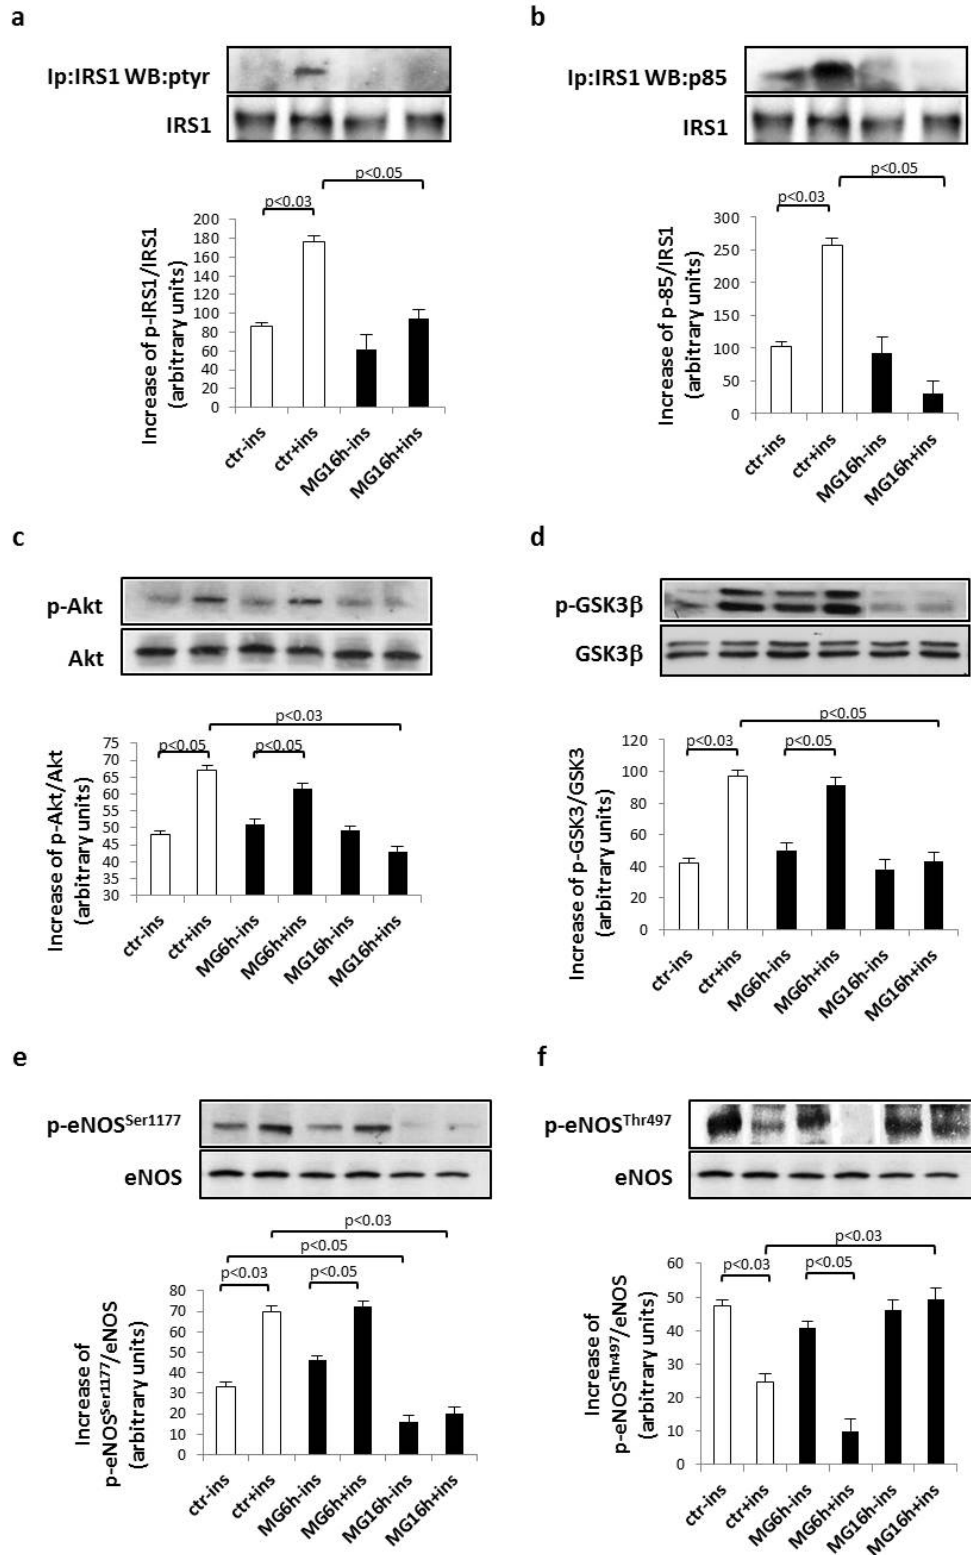 a
Ip:IRS1 WB:ptyr
IRS1
p<0.05
p<0.03
Increase of p-IRS1/IRS1
(arbitrary units)
200
180
160
140
120
100
80
60
40
20
0
ctr-ins
ctr+ins
MG16h-ins
MG16h+ins
b
Ip:IRS1 WB:p85
IRS1
p<0.05
p<0.03
Increase of p-85/IRS1
(arbitrary units)
300
250
200
150
100
50
0
ctr-ins
ctr+ins
MG16h-ins
MG16h+ins
c
p-Akt
Akt
p<0.03
p<0.05
p<0.05
Increase of p-Akt/Akt
(arbitrary units)
75
70
65
60
55
50
45
40
35
30
ctr-ins
ctr+ins
MG6h-ins
MG6h+ins
MG16h-ins
MG16h+ins
d
p-GSK3β
GSK3β
p<0.05
p<0.03
p<0.05
Increase of p-GSK3/GSK3
(arbitrary units)
120
100
80
60
40
20
0
ctr-ins
ctr+ins
MG6h-ins
MG6h+ins
MG16h-ins
MG16h+ins
e
p-eNOSSer1177
eNOS
p<0.03
p<0.05
p<0.03
p<0.05
Increase of
p-eNOSSer1177/eNOS
(arbitrary units)
80
70
60
50
40
30
20
10
0
ctr-ins
ctr+ins
MG6h-ins
MG6h+ins
MG16h-ins
MG16h+ins
f
p-eNOSThr497
eNOS
p<0.03
p<0.03
p<0.05
Increase of
p-eNOSThr497/eNOS
(arbitrary units)
60
50
40
30
20
10
0
ctr-ins
ctr+ins
MG6h-ins
MG6h+ins
MG16h-ins
MG16h+ins